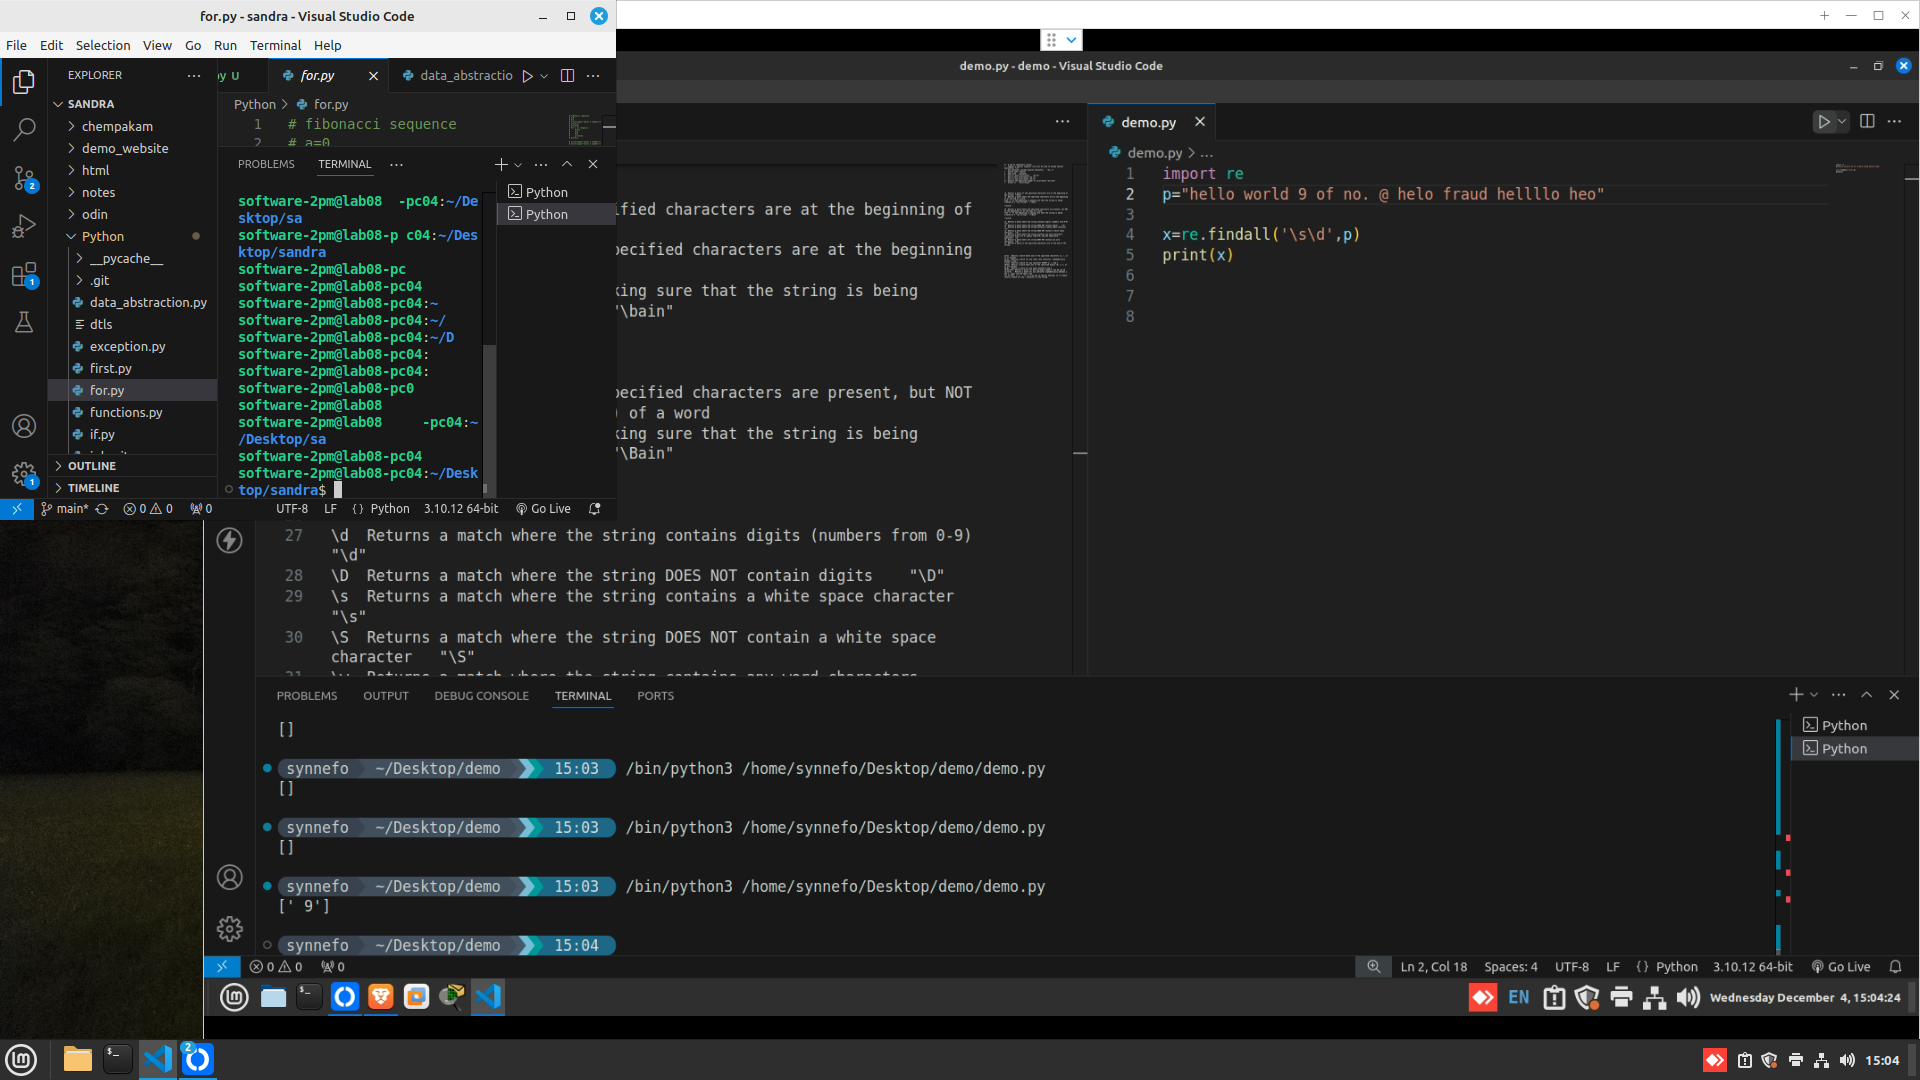 for.py - sandra - Visual Studio Code
File Edit Selection View Go Run Terminal Help
EXPLORER
py U
for.py
data_abstractio
SANDRA
Python > for.py
chempakam
1 # fibonacci sequence
demo_website
2 # a=0
html
notes
odin
Python
__pycache__
.git
data_abstraction.py
dtls
exception.py
first.py
for.py
functions.py
if.py
OUTLINE
TIMELINE
PROBLEMS TERMINAL
Python
Python
software-2pm@lab08 -pc04:~/De
sktop/sa
software-2pm@lab08-p c04:~/Des
ktop/sandra
software-2pm@lab08-pc
software-2pm@lab08-pc04
software-2pm@lab08-pc04:~
software-2pm@lab08-pc04:~/
software-2pm@lab08-pc04:~/D
software-2pm@lab08-pc04:
software-2pm@lab08-pc04:
software-2pm@lab08-pc0
software-2pm@lab08
software-2pm@lab08 -pc04:~
/Desktop/sa
software-2pm@lab08-pc04
software-2pm@lab08-pc04:~/Desk
top/sandra$
main* 0 0 0 UTF-8 LF {} Python 3.10.12 64-bit Go Live
demo.py - demo - Visual Studio Code
ified characters are at the beginning of
ecified characters are at the beginning
king sure that the string is being
"\bain"
pecified characters are present, but NOT
) of a word
king sure that the string is being
"\Bain"
27 \d Returns a match where the string contains digits (numbers from 0-9)
"\d"
28 \D Returns a match where the string DOES NOT contain digits "\D"
29 \s Returns a match where the string contains a white space character
"\s"
30 \S Returns a match where the string DOES NOT contain a white space
character "\S"
demo.py
demo.py > ...
1 import re
2 p="hello world 9 of no. @ helo fraud hellllo heo"
3
4 x=re.findall('\s\d',p)
5 print(x)
6
7
8
PROBLEMS OUTPUT DEBUG CONSOLE TERMINAL PORTS
Python
Python
[]
synnefo ~/Desktop/demo 15:03 /bin/python3 /home/synnefo/Desktop/demo/demo.py
[]
synnefo ~/Desktop/demo 15:03 /bin/python3 /home/synnefo/Desktop/demo/demo.py
[]
synnefo ~/Desktop/demo 15:03 /bin/python3 /home/synnefo/Desktop/demo/demo.py
[' 9']
synnefo ~/Desktop/demo 15:04
0 0 0 Ln 2, Col 18 Spaces: 4 UTF-8 LF {} Python 3.10.12 64-bit Go Live
EN Wednesday December 4, 15:04:24
2 15:04